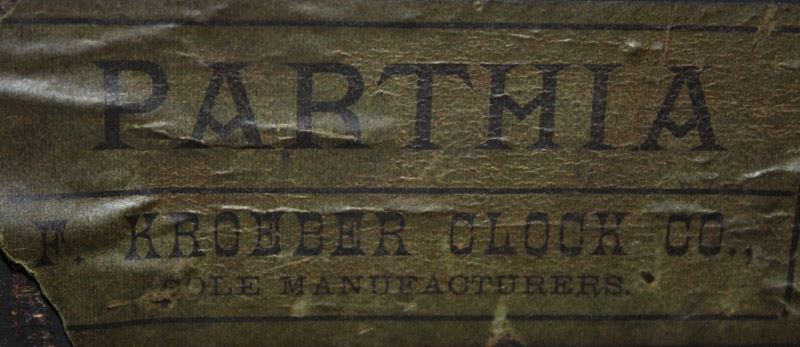 PARTHIA
F. KROEBER CLOCK CO.,
SOLE MANUFACTURERS.